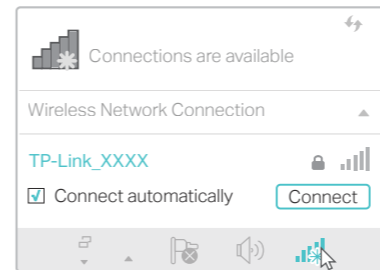 Connections are available
Wireless Network Connection
TP-Link_XXXX
Connect automatically
Connect